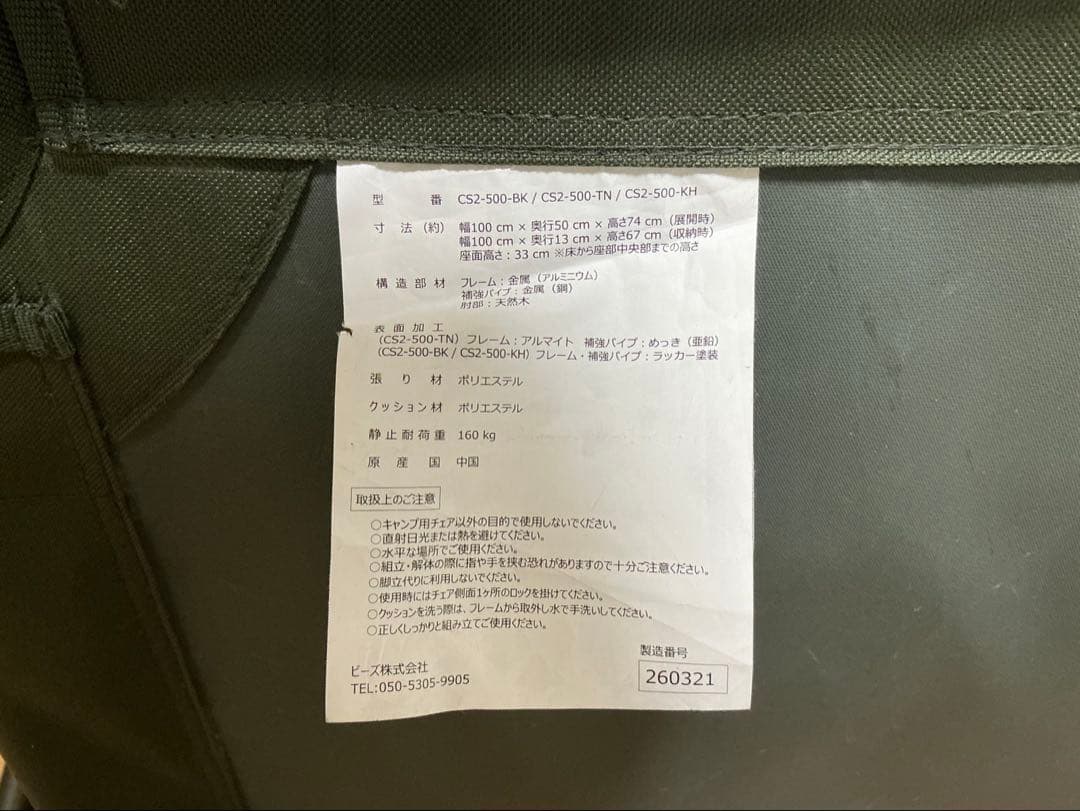 型番 CS2-500-BK / CS2-500-TN / CS2-500-KH
寸法（約） 幅100 cm × 奥行50 cm × 高さ74 cm（展開時）
幅100 cm × 奥行13 cm × 高さ67 cm（収納時）
座面高さ：33 cm ※床から座部中央部までの高さ
構造部材 フレーム：金属（アルミニウム）
補強パイプ：金属（鋼）
肘部：天然木
表面加工
（CS2-500-TN）フレーム：アルマイト 補強パイプ：めっき（亜鉛）
（CS2-500-BK / CS2-500-KH）フレーム・補強パイプ：ラッカー塗装
張り材 ポリエステル
クッション材 ポリエステル
静止耐荷重 160 kg
原産国 中国
取扱上のご注意
○キャンプ用チェア以外の目的で使用しないでください。
○直射日光または熱を避けてください。
○水平な場所でご使用ください。
○組立・解体の際に指や手を挟む恐れがありますので十分ご注意ください。
○脚立代りに利用しないでください。
○使用時にはチェア側面1ヶ所のロックを掛けてください。
○クッションを洗う際は、フレームから取外し水で手洗いしてください。
○正しくしっかりと組み立てご使用ください。
ビーズ株式会社
TEL:050-5305-9905
製造番号
260321